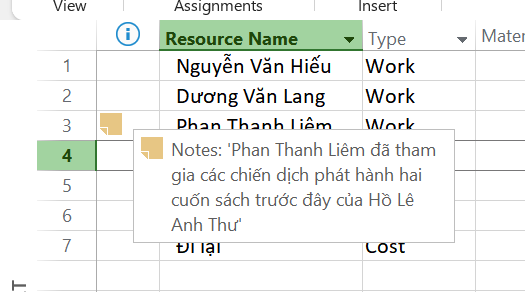 View Assignments Insert
Resource Name Type Mater
1 Nguyễn Văn Hiếu Work
2 Dương Văn Lang Work
3 Phan Thanh Liêm Work
4
Notes: 'Phan Thanh Liêm đã tham
gia các chiến dịch phát hành hai
cuốn sách trước đây của Hồ Lê
Anh Thư'
7 Đi lại Cost